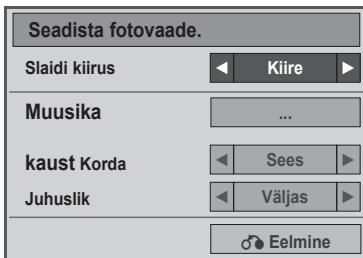 Seadista fotovaade.
Slaidi kiirus ◄ Kiire ►
Muusika ...
kaust Korda ◄ Sees ►
Juhuslik ◄ Väljas ►
Eelmine